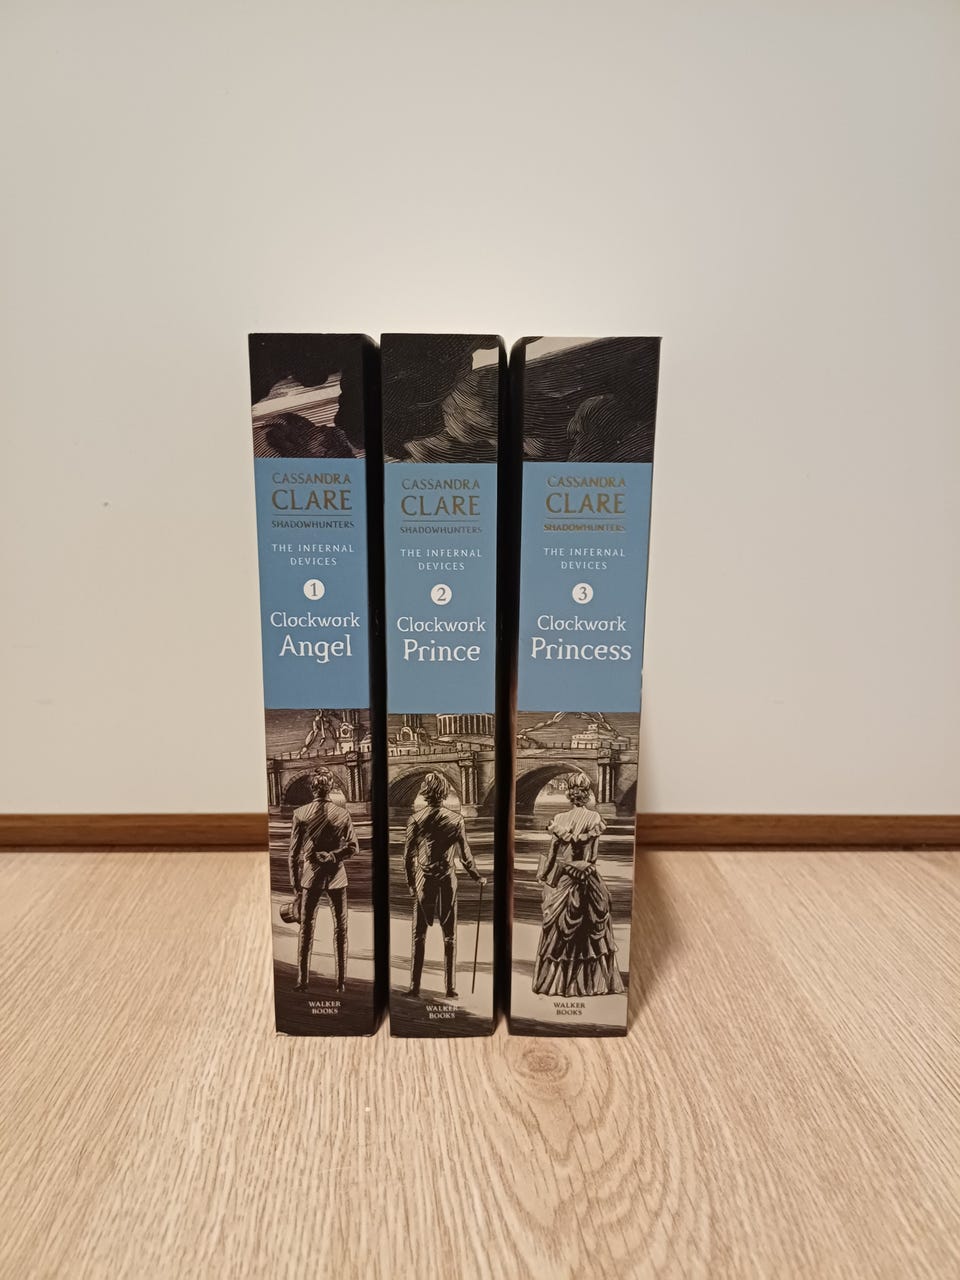 CASSANDRA
CLARE
SHADOWHUNTERS
THE INFERNAL
DEVICES
1
Clockwork
Angel
WALKER
BOOKS
CASSANDRA
CLARE
SHADOWHUNTERS
THE INFERNAL
DEVICES
2
Clockwork
Prince
WALKER
BOOKS
CASSANDRA
CLARE
SHADOWHUNTERS
THE INFERNAL
DEVICES
3
Clockwork
Princess
WALKER
BOOKS